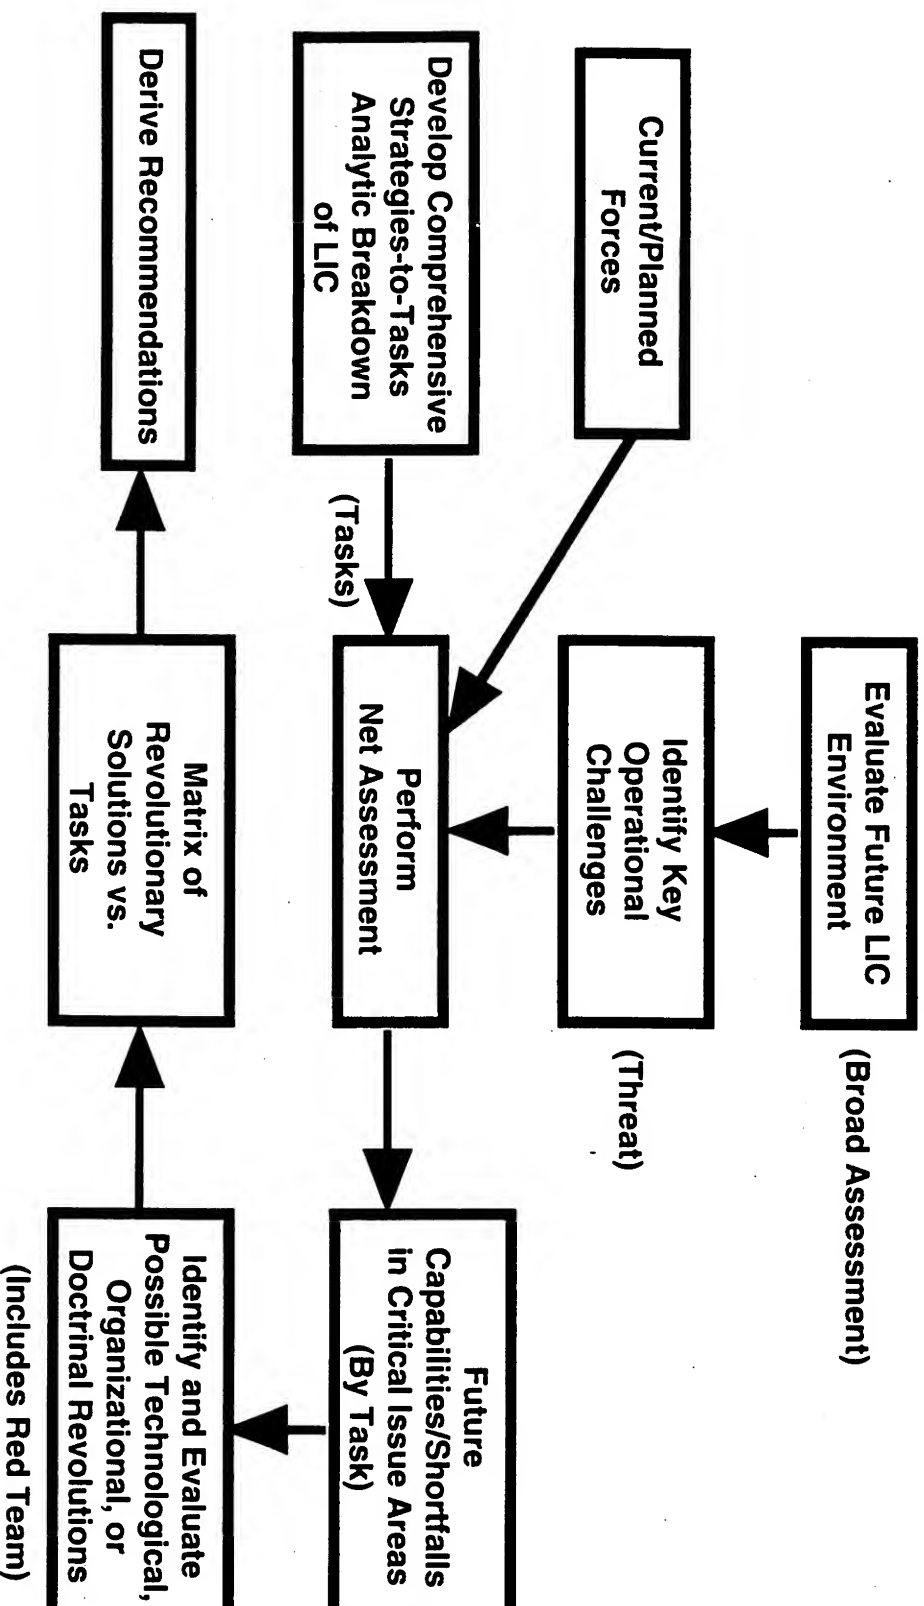 Evaluate Future LIC
Environment
(Broad Assessment)
Current/Planned
Forces
Identify Key
Operational
Challenges
(Threat)
Develop Comprehensive
Strategies-to-Tasks
Analytic Breakdown
of LIC
(Tasks)
Perform
Net Assessment
Future
Capabilities/Shortfalls
in Critical Issue Areas
(By Task)
Derive Recommendations
Matrix of
Revolutionary
Solutions vs.
Tasks
Identify and Evaluate
Possible Technological,
Organizational, or
Doctrinal Revolutions
(Includes Red Team)